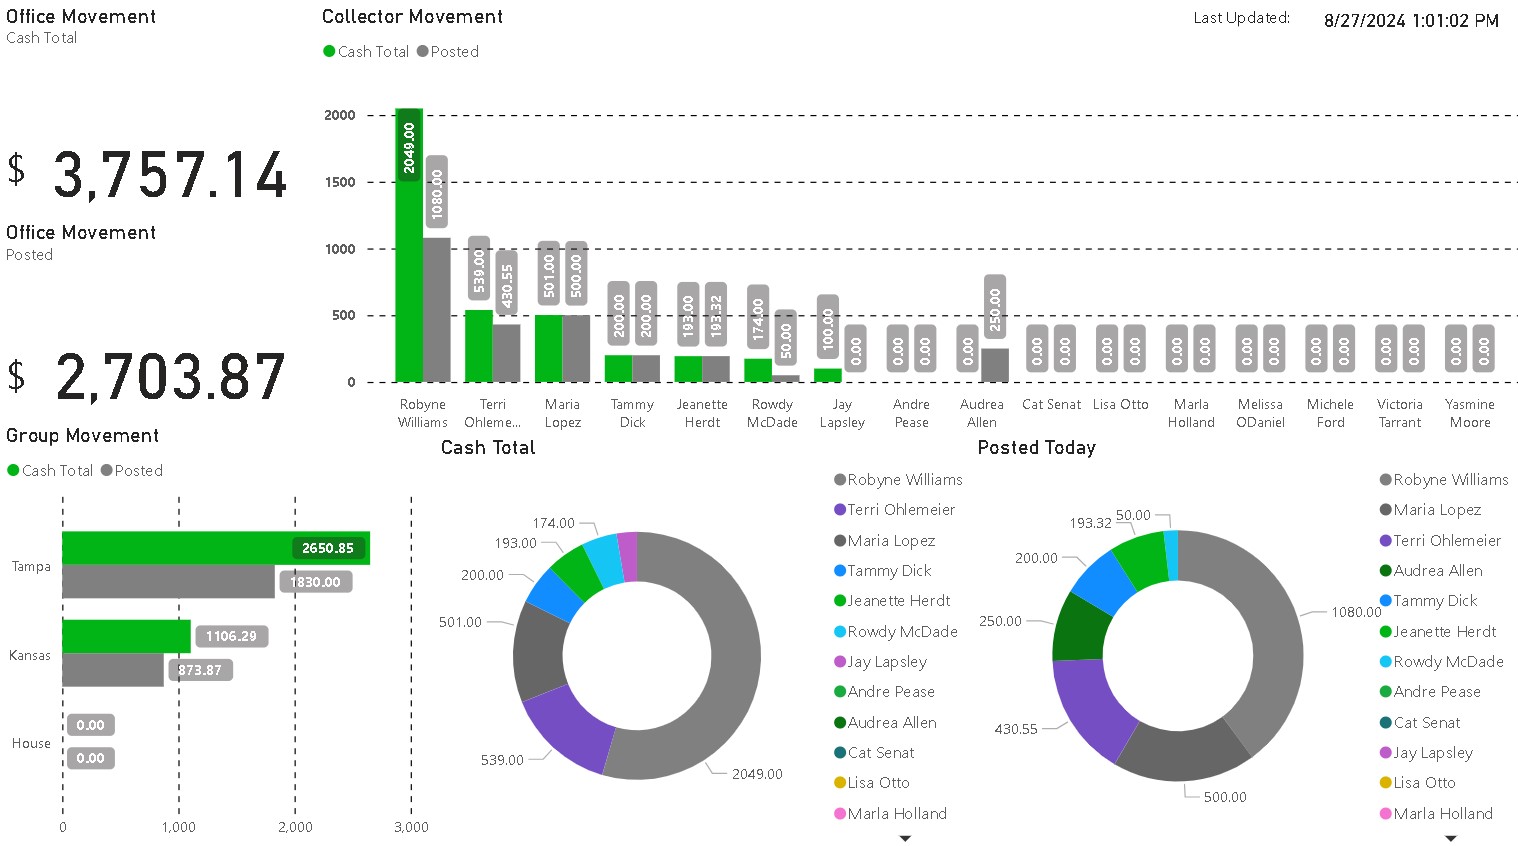 Office Movement
Cash Total
$ 3,757.14
Office Movement
Posted
$ 2,703.87
Collector Movement
Cash Total Posted
Last Updated: 8/27/2024 1:01:02 PM
2000
1500
1000
500
0
2049.00 1080.00 539.00 430.55 501.00 500.00 200.00 200.00 193.00 193.32 174.00 50.00 100.00 0.00 0.00 0.00 0.00 250.00 0.00 0.00 0.00 0.00 0.00 0.00 0.00 0.00 0.00 0.00 0.00 0.00 0.00 0.00
Robyne Williams
Terri Ohleme...
Maria Lopez
Tammy Dick
Jeanette Herdt
Rowdy McDade
Jay Lapsley
Andre Pease
Audrea Allen
Cat Senat
Lisa Otto
Marla Holland
Melissa ODaniel
Michele Ford
Victoria Tarrant
Yasmine Moore
Group Movement
Cash Total Posted
Tampa
2650.85
1830.00
Kansas
1106.29
873.87
House
0.00
0.00
0 1,000 2,000 3,000
Cash Total
174.00
193.00
200.00
501.00
539.00
2049.00
Robyne Williams
Terri Ohlemeier
Maria Lopez
Tammy Dick
Jeanette Herdt
Rowdy McDade
Jay Lapsley
Andre Pease
Audrea Allen
Cat Senat
Lisa Otto
Marla Holland
Posted Today
50.00
193.32
200.00
250.00
430.55
500.00
1080.00
Robyne Williams
Maria Lopez
Terri Ohlemeier
Audrea Allen
Tammy Dick
Jeanette Herdt
Rowdy McDade
Andre Pease
Cat Senat
Jay Lapsley
Lisa Otto
Marla Holland